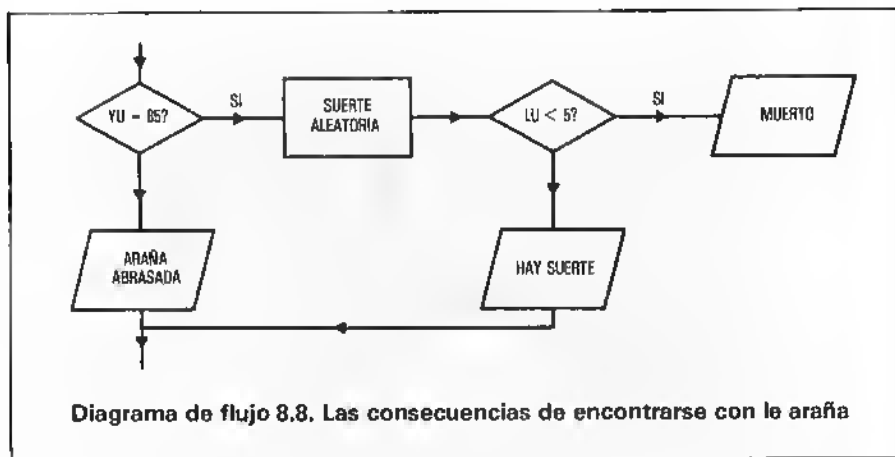 YU = 65?
SI
SUERTE
ALEATORIA
LU < 5?
SI
MUERTO
ARAÑA
ABRASADA
HAY SUERTE
Diagrama de flujo 8.8. Las consecuencias de encontrarse con le araña